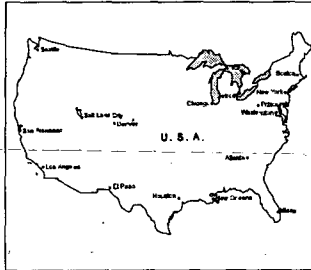 Seattle
Boston
New York
Chicago
Detroit
Princeton
Washington
Salt Lake City
Denver
San Francisco
U. S. A.
Atlanta
Los Angeles
El Paso
Houston
New Orleans
Miami